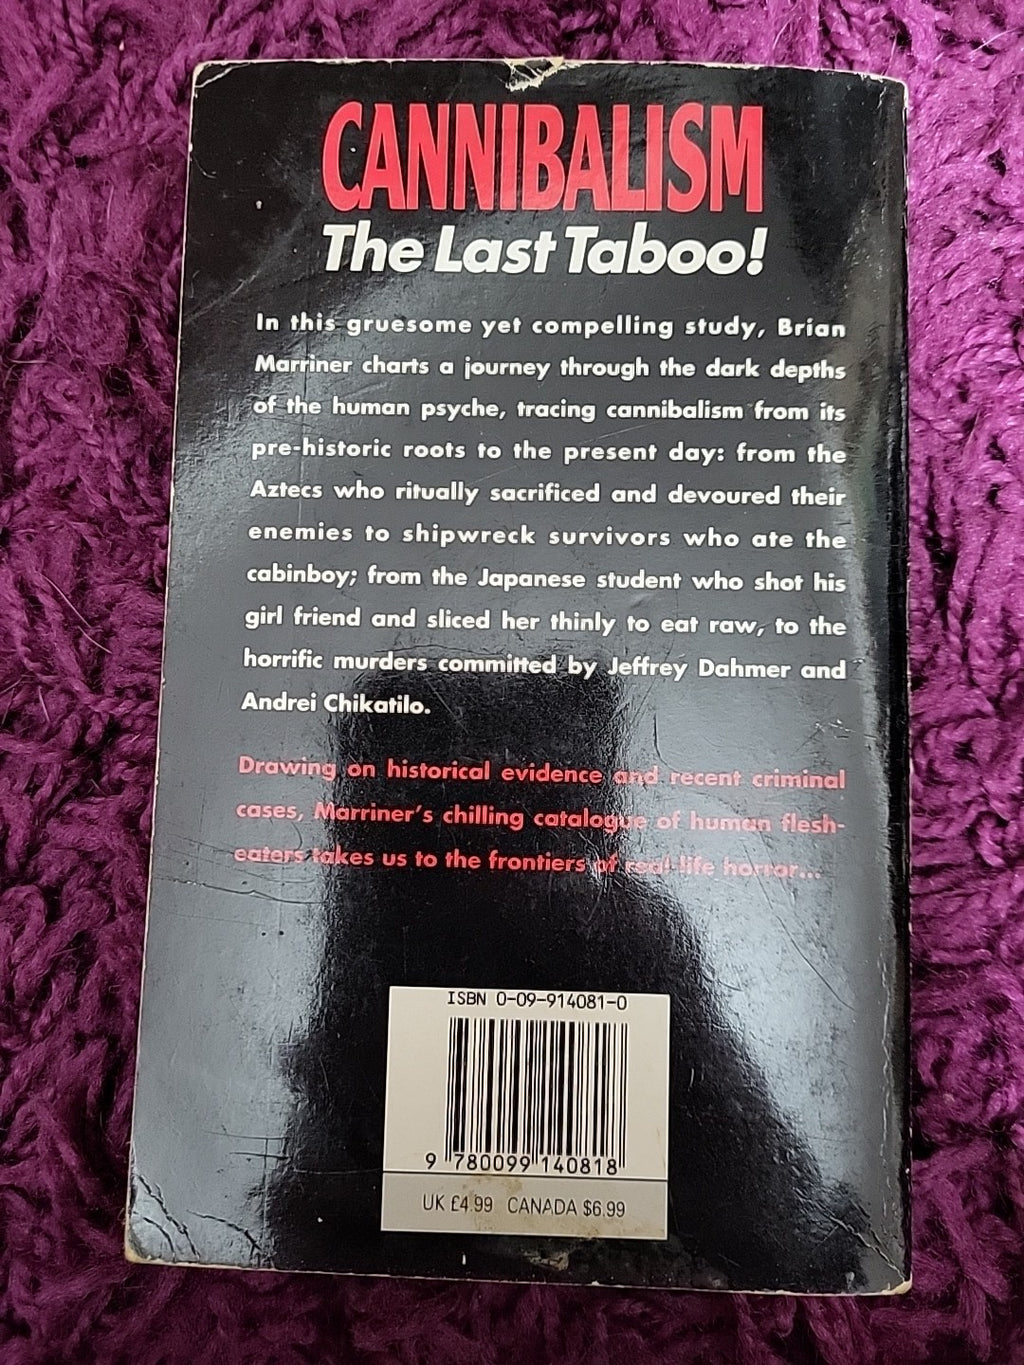 CANNIBALISM
The Last Taboo!
In this gruesome yet compelling study, Brian
Marriner charts a journey through the dark depths
of the human psyche, tracing cannibalism from its
pre-historic roots to the present day: from the
Aztecs who ritually sacrificed and devoured their
enemies to shipwreck survivors who ate the
cabinboy; from the Japanese student who shot his
girl friend and sliced her thinly to eat raw, to the
horrific murders committed by Jeffrey Dahmer and
Andrei Chikatilo.
Drawing on historical evidence and recent criminal
cases, Marriner's chilling catalogue of human flesh-
eaters takes us to the frontiers of real-life horror...
ISBN 0-09-914081-0
9 780099 140818
UK £4.99 CANADA $6.99